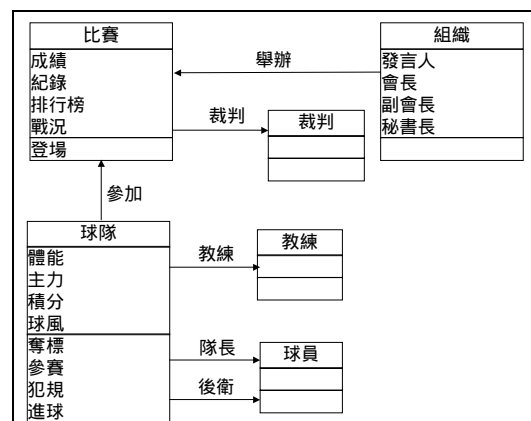 比賽
成績
紀錄
排行榜
戰況
登場
舉辦
組織
發言人
會長
副會長
秘書長
裁判
裁判
參加
球隊
體能
主力
積分
球風
奪標
參賽
犯規
進球
教練
教練
隊長
後衛
球員